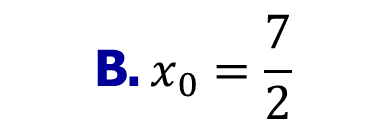 B. x₀ = 7/2